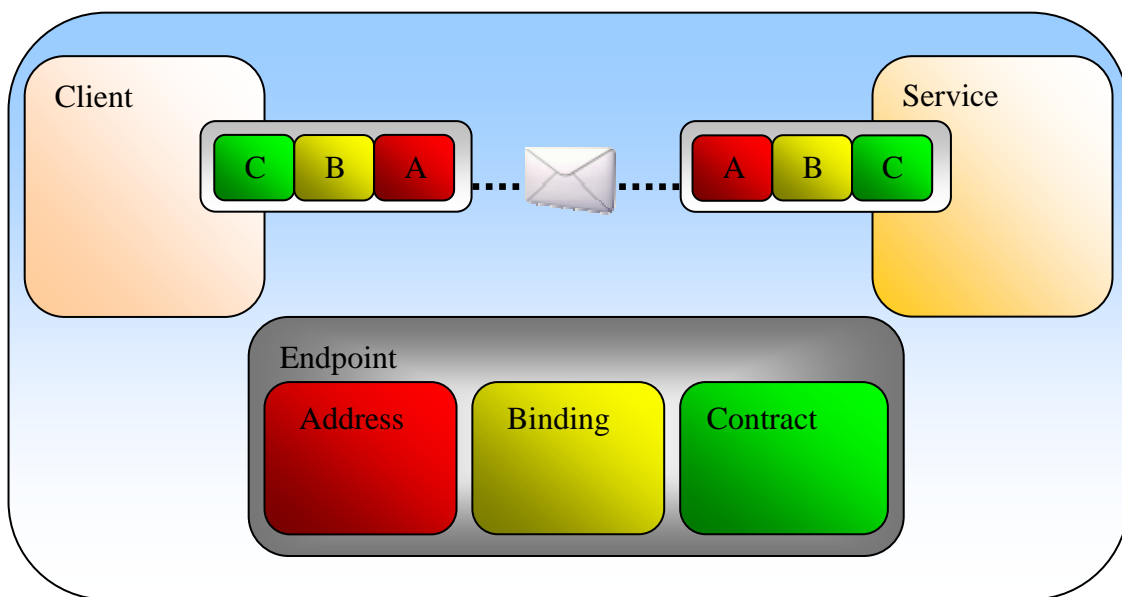 Client
Service
C B A
A B C
Endpoint
Address Binding Contract